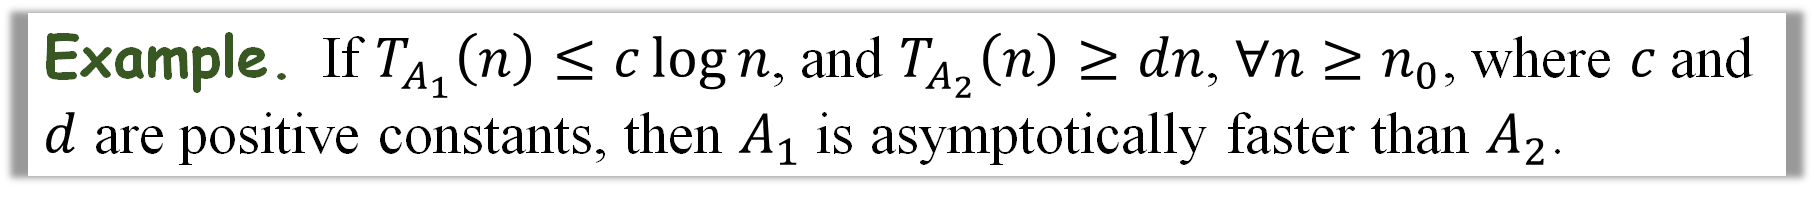 Example. If T_{A_1}(n) ≤ c log n, and T_{A_2}(n) ≥ dn, ∀n ≥ n_0, where c and
d are positive constants, then A_1 is asymptotically faster than A_2.